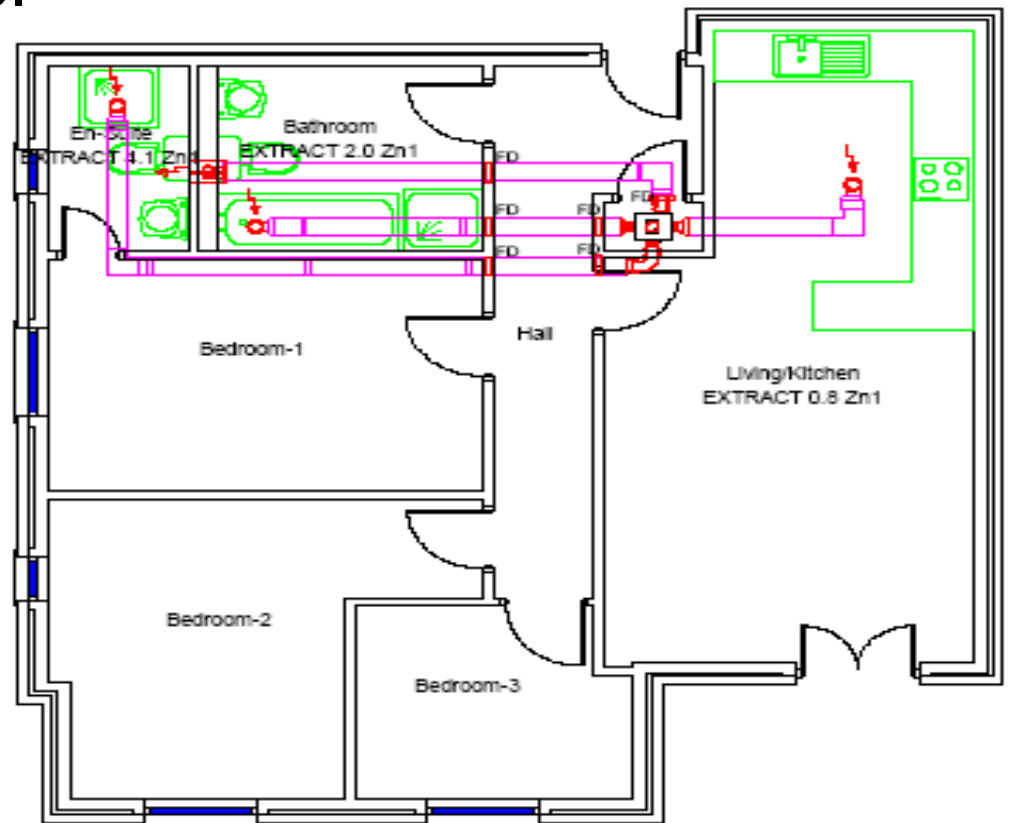 En-Suite
EXTRACT 4.1 Zn1
Bathroom
EXTRACT 2.0 Zn1
FD
FD
FD
FD
FD
FD
Bedroom-1
Hall
Living/Kitchen
EXTRACT 0.8 Zn1
Bedroom-2
Bedroom-3